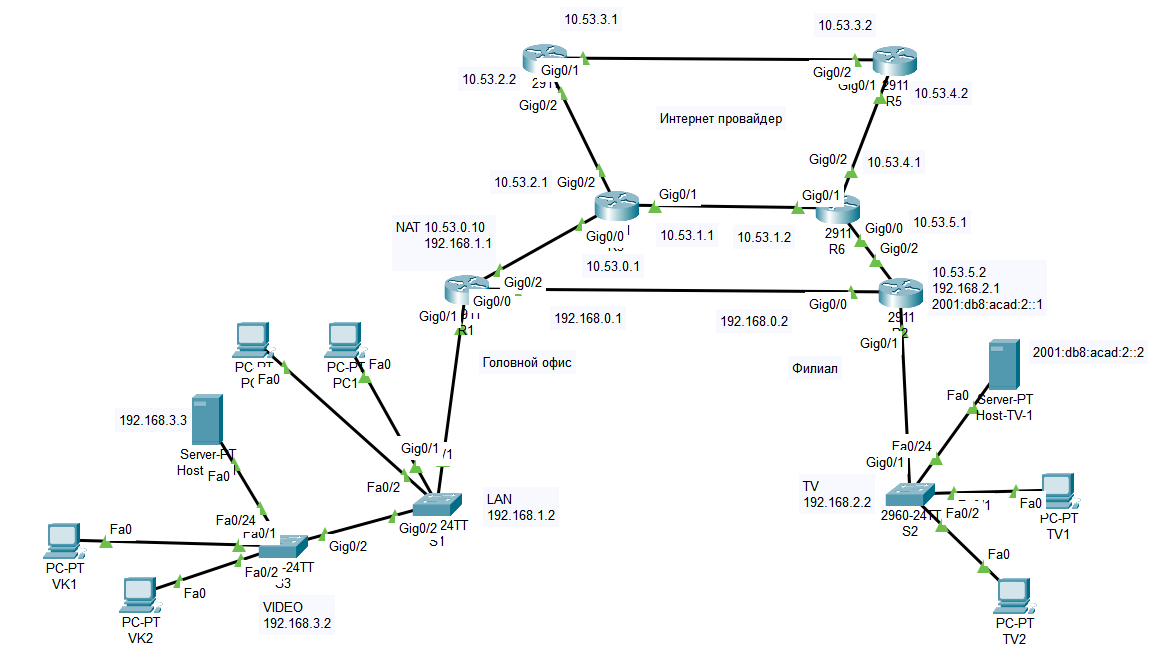 10.53.3.1
10.53.3.2
Gig0/1
Gig0/2
10.53.2.2
Gig0/2
Gig0/1
2911
R5
10.53.4.2
Интернет провайдер
Gig0/2
10.53.4.1
10.53.2.1
Gig0/2
Gig0/1
Gig0/1
NAT 10.53.0.10
192.168.1.1
Gig0/0
10.53.1.1
10.53.1.2
2911
R6
10.53.5.1
Gig0/0
Gig0/2
10.53.0.1
10.53.5.2
192.168.2.1
2001:db8:acad:2::1
Gig0/2
Gig0/0
Gig0/1
R1
192.168.0.1
192.168.0.2
Gig0/0
2911
R2
Gig0/1
2001:db8:acad:2::2
PC-PT
Fa0
PC1
Fa0
Головной офис
Филиал
Fa0
Server-PT
Host-TV-1
192.168.3.3
Server-PT
Host
Fa0
Gig0/1
Fa0/2
Fa0/24
Gig0/1
LAN
192.168.1.2
TV
192.168.2.2
Fa0/2
Fa0
PC-PT
TV1
2960-24TT
S2
Gig0/2
24TT
S1
Fa0/24
Fa0/1
Fa0
Gig0/2
-24TT
S3
Fa0/2
PC-PT
VK1
Fa0
PC-PT
VK2
VIDEO
192.168.3.2
Fa0
PC-PT
TV2